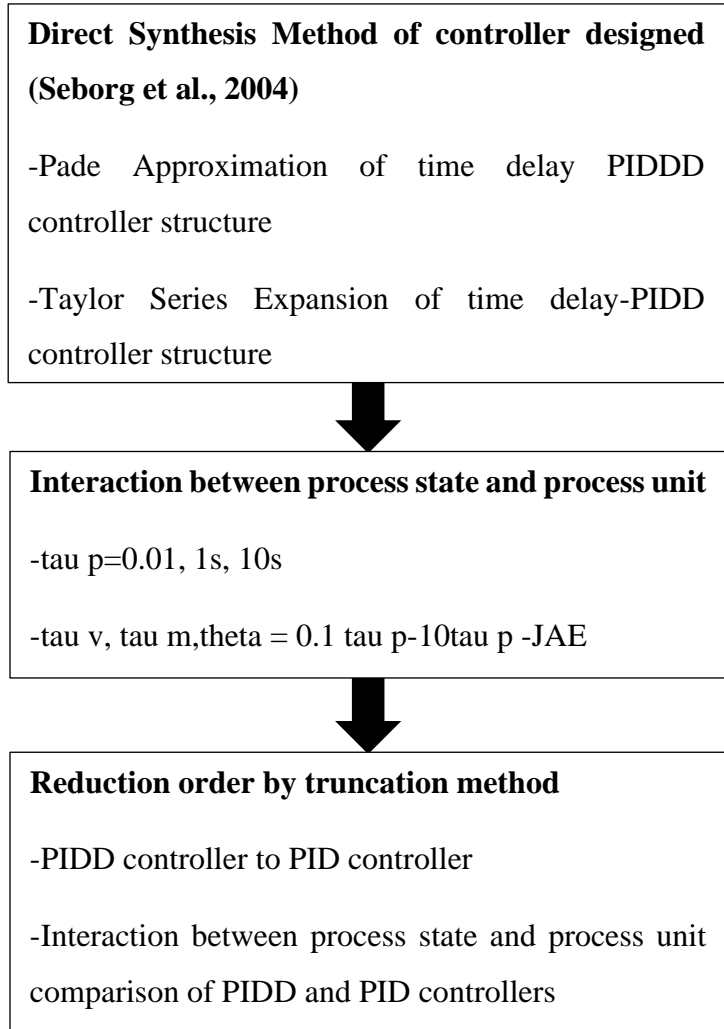 Direct Synthesis Method of controller designed
(Seborg et al., 2004)
-Pade Approximation of time delay PIDDD
controller structure
-Taylor Series Expansion of time delay-PIDD
controller structure
Interaction between process state and process unit
-tau p=0.01, 1s, 10s
-tau v, tau m,theta = 0.1 tau p-10tau p -JAE
Reduction order by truncation method
-PIDD controller to PID controller
-Interaction between process state and process unit
comparison of PIDD and PID controllers